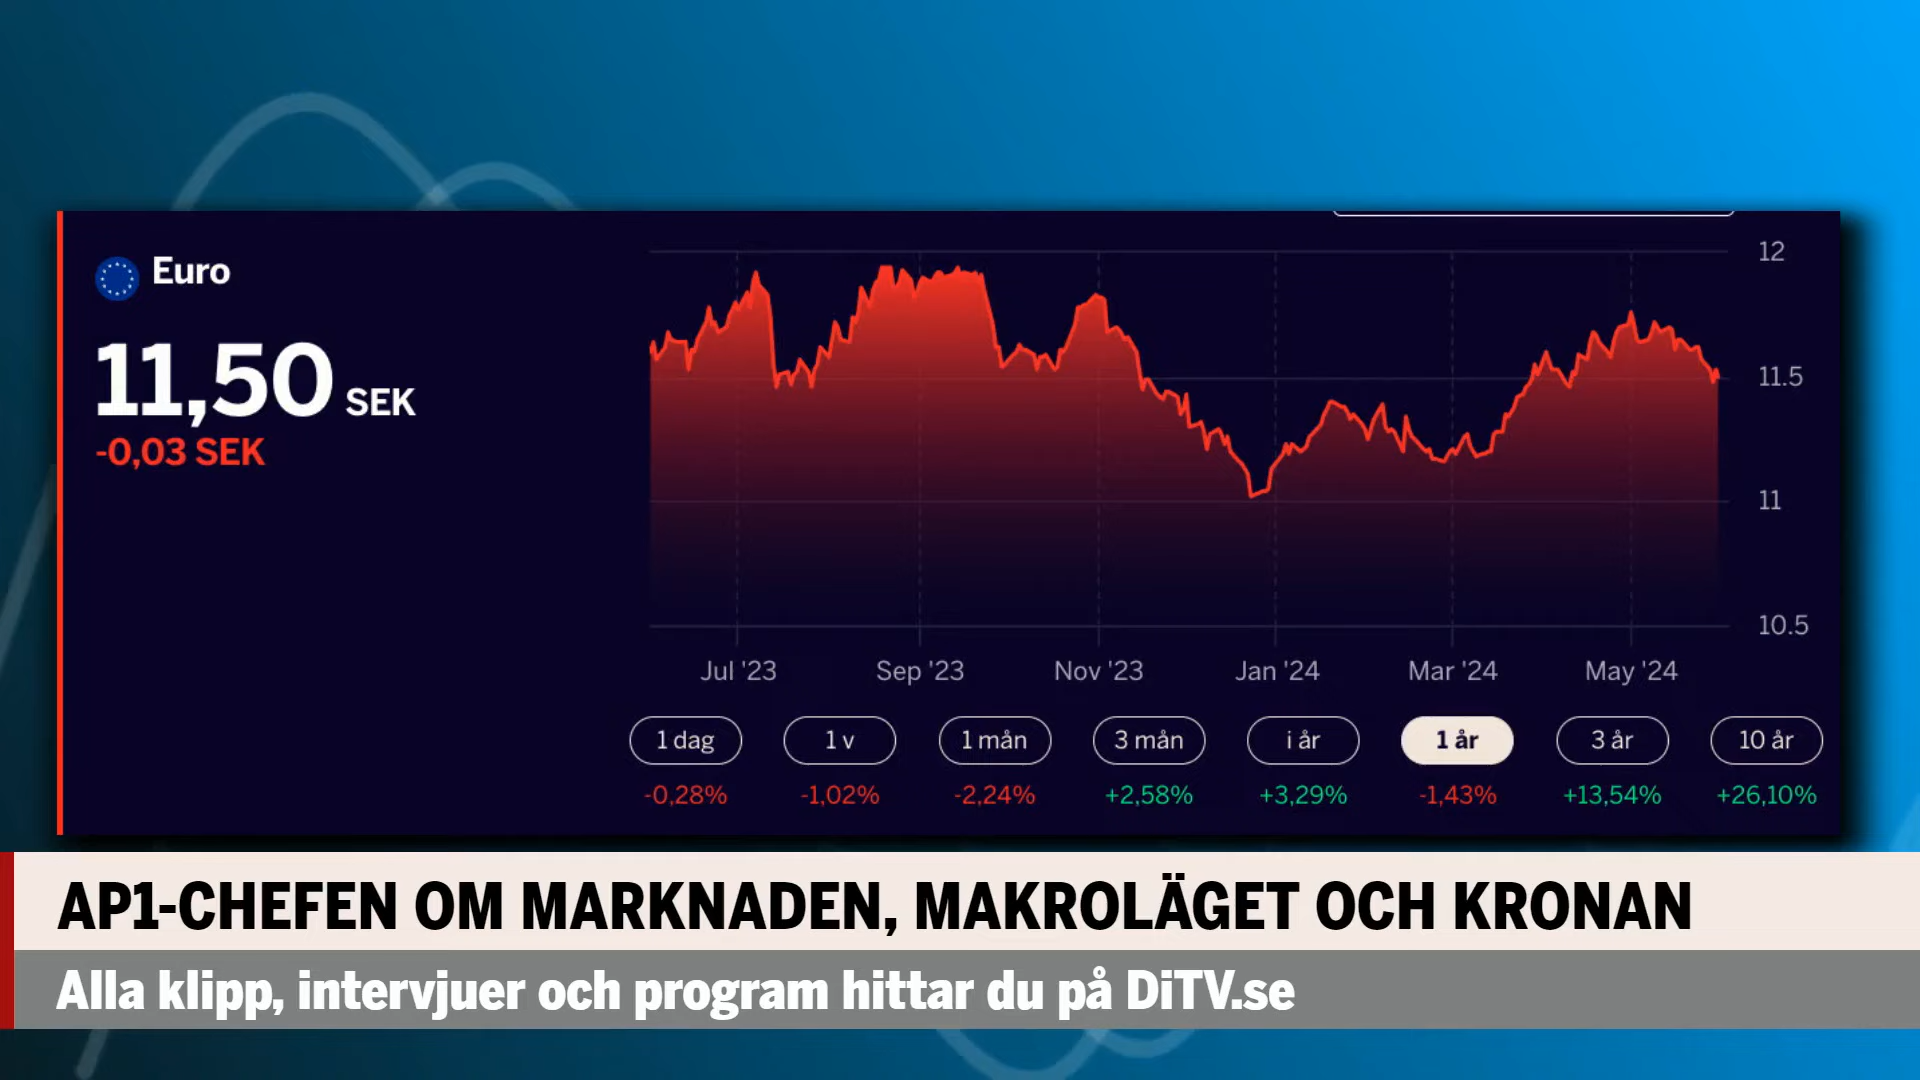 Euro
11,50 SEK
-0,03 SEK
12
11.5
11
10.5
Jul '23 Sep '23 Nov '23 Jan '24 Mar '24 May '24
1 dag 1 v 1 mån 3 mån i år 1 år 3 år 10 år
-0,28% -1,02% -2,24% +2,58% +3,29% -1,43% +13,54% +26,10%
AP1-CHEFEN OM MARKNADEN, MAKROLÄGET OCH KRONAN
Alla klipp, intervjuer och program hittar du på DiTV.se